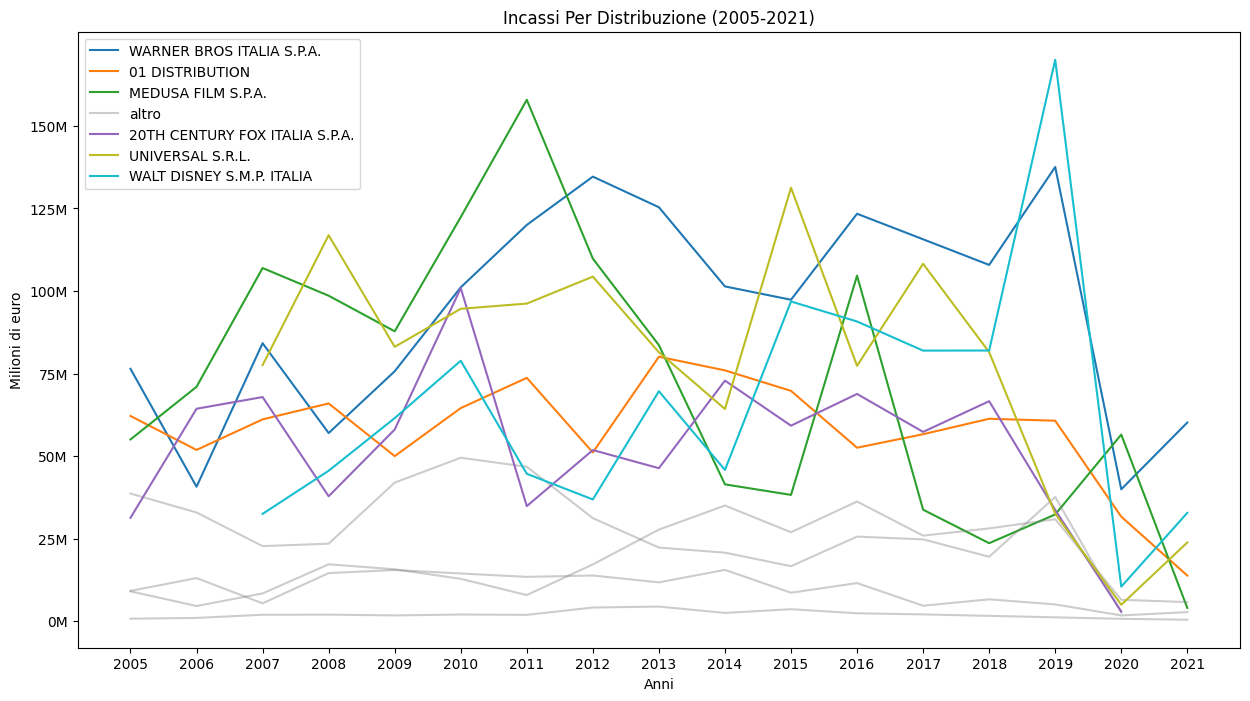 Incassi Per Distribuzione (2005-2021)
WARNER BROS ITALIA S.P.A.
01 DISTRIBUTION
MEDUSA FILM S.P.A.
altro
20TH CENTURY FOX ITALIA S.P.A.
UNIVERSAL S.R.L.
WALT DISNEY S.M.P. ITALIA
150M
125M
100M
75M
50M
25M
0M
Milioni di euro
2005 2006 2007 2008 2009 2010 2011 2012 2013 2014 2015 2016 2017 2018 2019 2020 2021
Anni